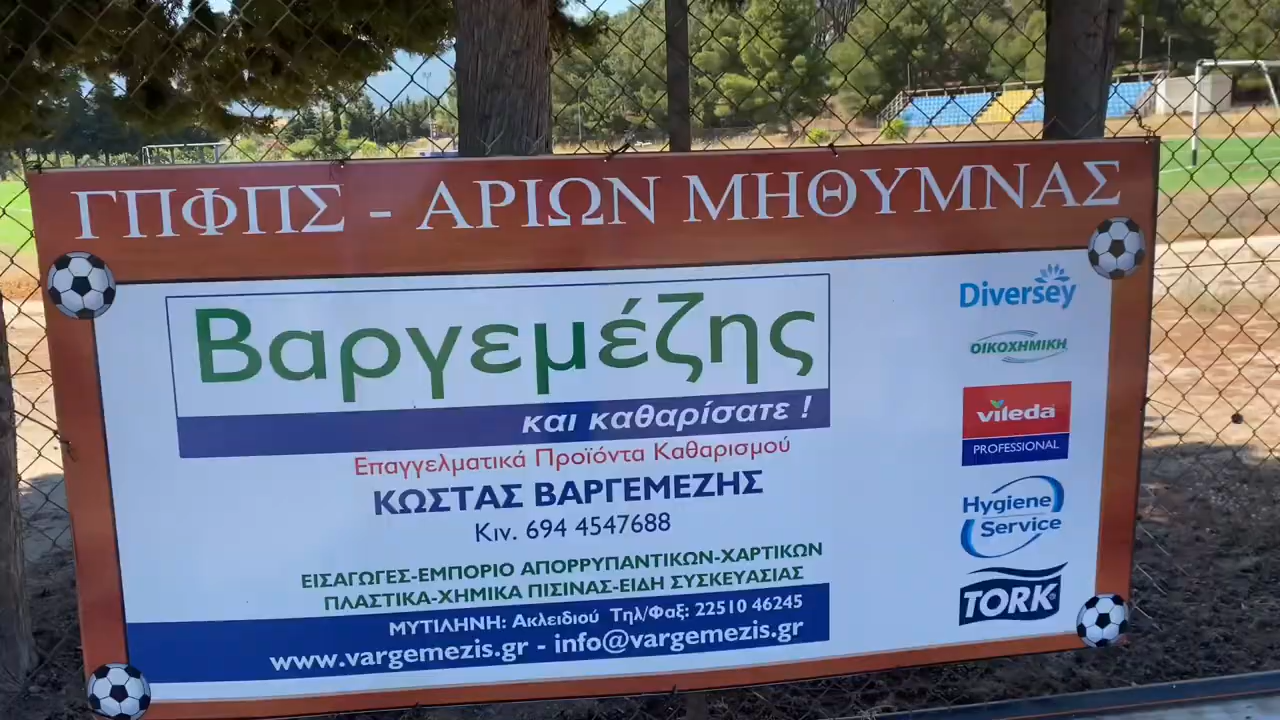 ΓΠΦΠΣ - ΑΡΙΩΝ ΜΗΘΥΜΝΑΣ
Βαργεμέζης
και καθαρίσατε !
Επαγγελματικά Προϊόντα Καθαρισμού
ΚΩΣΤΑΣ ΒΑΡΓΕΜΕΖΗΣ
Κιν. 694 4547688
ΕΙΣΑΓΩΓΕΣ-ΕΜΠΟΡΙΟ ΑΠΟΡΡΥΠΑΝΤΙΚΩΝ-ΧΑΡΤΙΚΩΝ
ΠΛΑΣΤΙΚΑ-ΧΗΜΙΚΑ ΠΙΣΙΝΑΣ-ΕΙΔΗ ΣΥΣΚΕΥΑΣΙΑΣ
ΜΥΤΙΛΗΝΗ: Ακλειδιού Τηλ/Φαξ: 22510 46245
www.vargemezis.gr - info@vargemezis.gr
Diversey
ΟΙΚΟΧΗΜΙΚΗ
vileda
PROFESSIONAL
Hygiene
Service
TORK